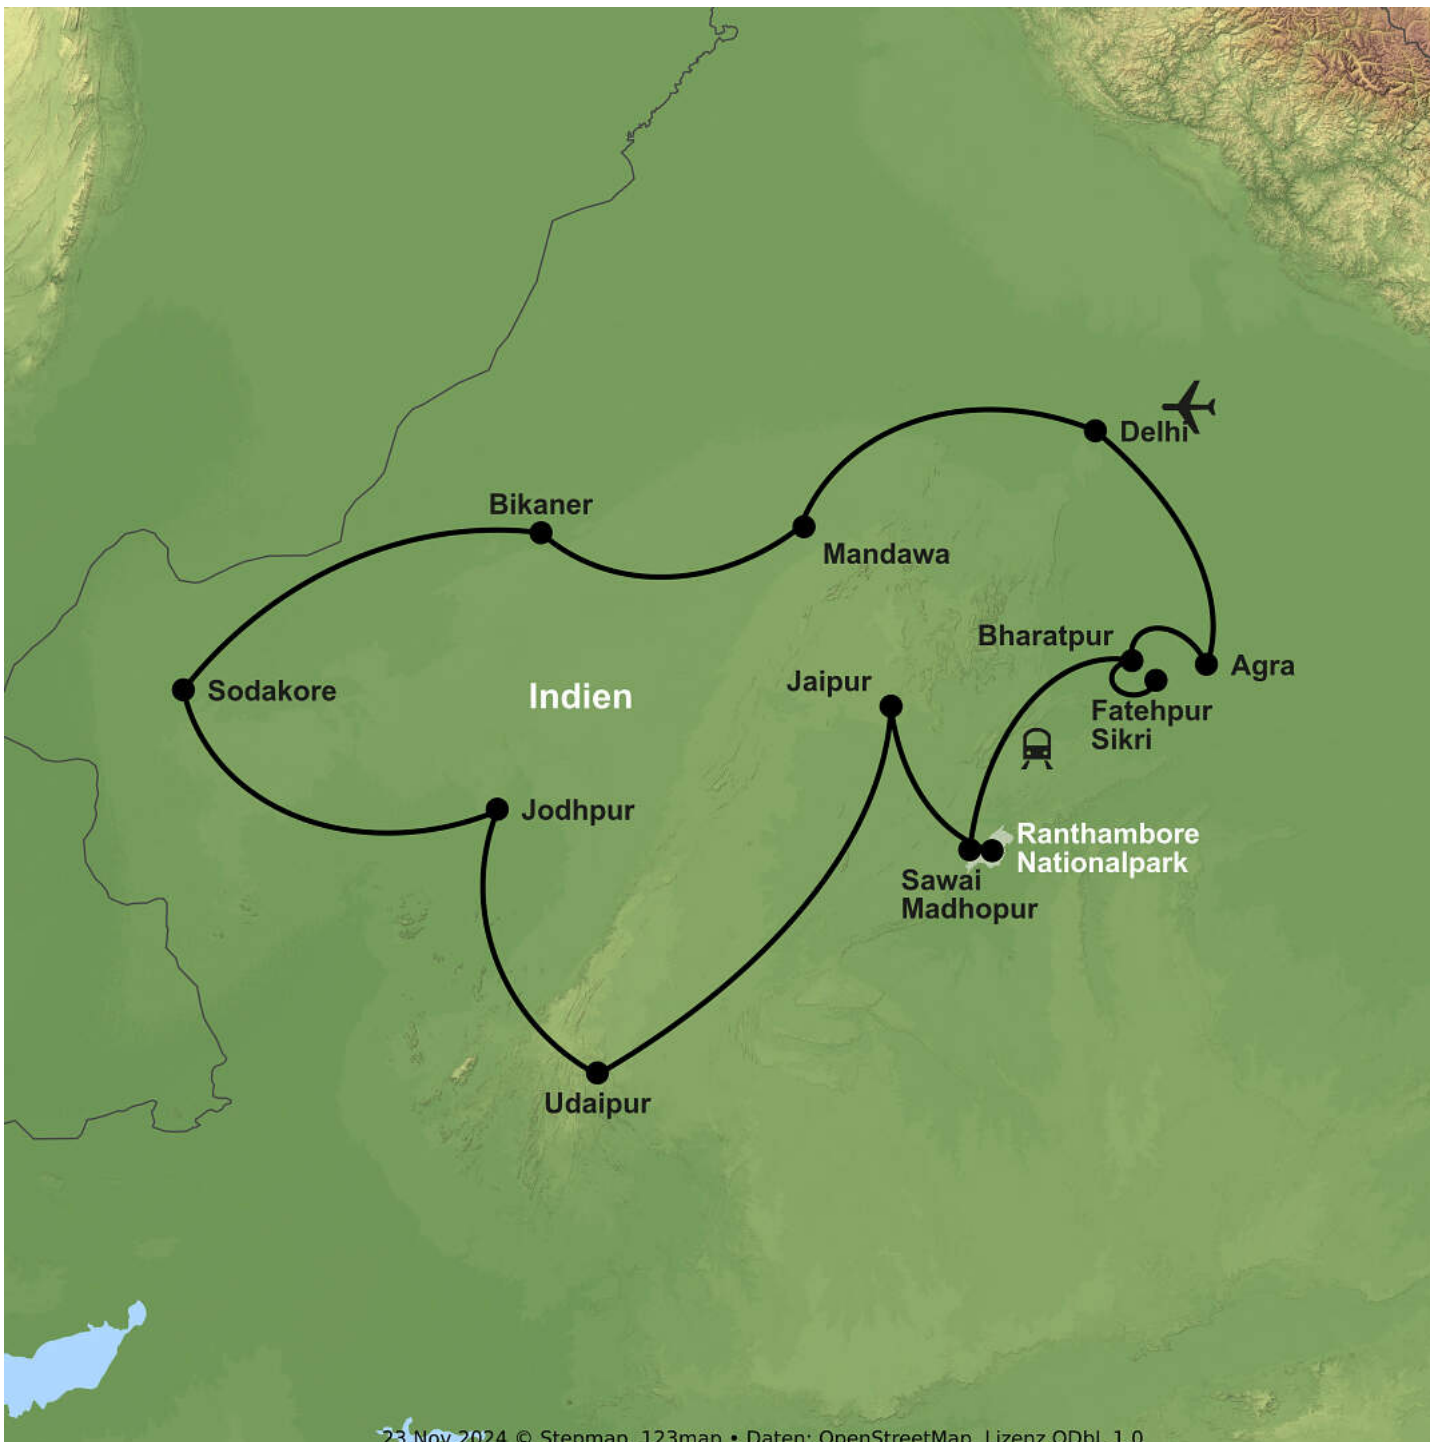 Delhi
Bikaner
Mandawa
Bharatpur
Agra
Jaipur
Sodakore
Indien
Fatehpur
Sikri
Jodhpur
Ranthambore
Nationalpark
Sawai
Madhopur
Udaipur
23 Nov 2024 © Stepmap, 123map • Daten: OpenStreetMap, Lizenz ODbL 1.0